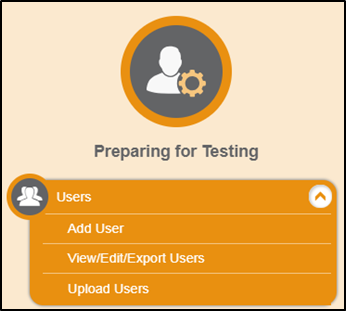 Preparing for Testing
Users
Add User
View/Edit/Export Users
Upload Users